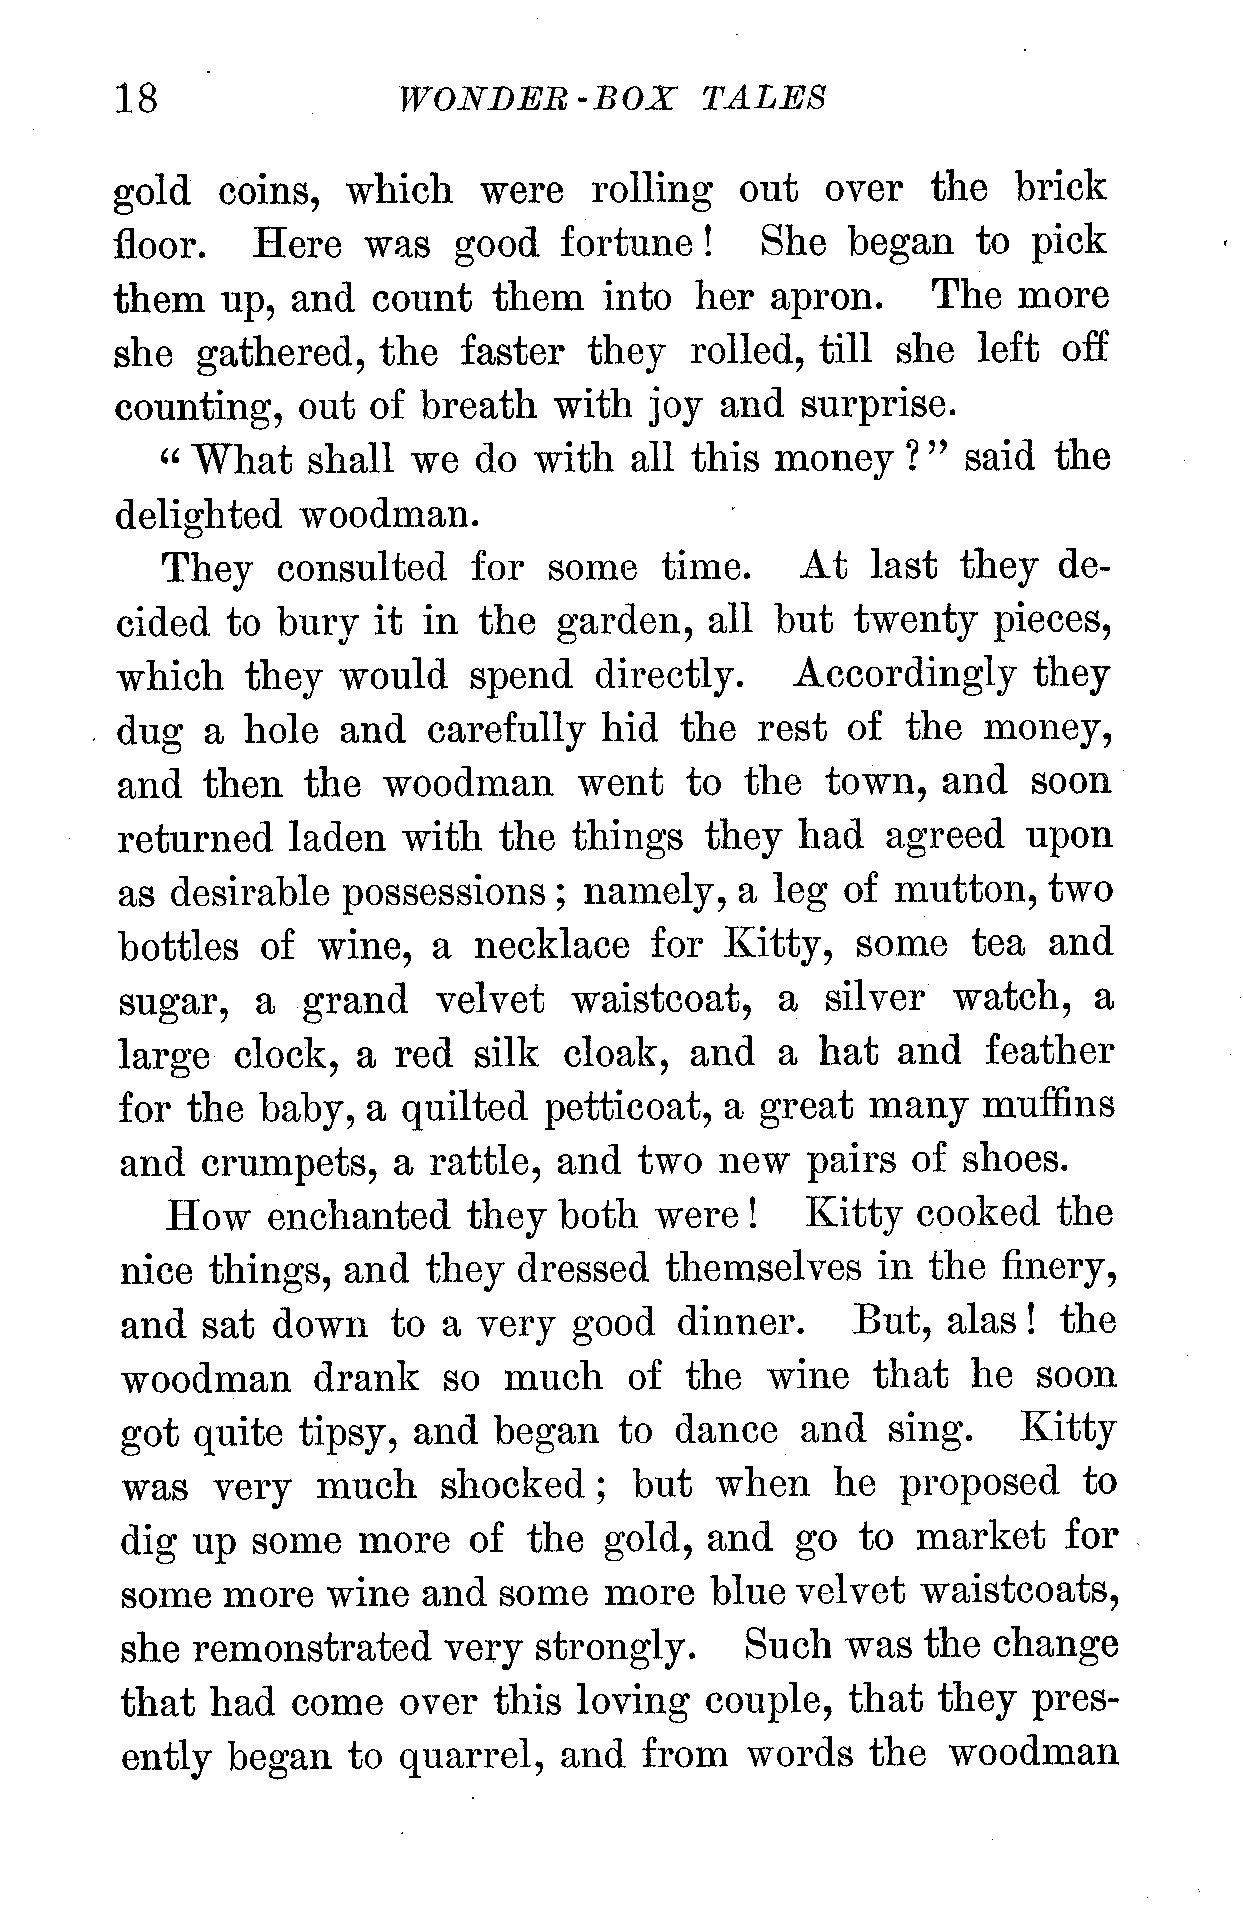 18 WONDER-BOX TALES
gold coins, which were rolling out over the brick
floor. Here was good fortune! She began to pick
them up, and count them into her apron. The more
she gathered, the faster they rolled, till she left off
counting, out of breath with joy and surprise.
“What shall we do with all this money?” said the
delighted woodman.
They consulted for some time. At last they de-
cided to bury it in the garden, all but twenty pieces,
which they would spend directly. Accordingly they
dug a hole and carefully hid the rest of the money,
and then the woodman went to the town, and soon
returned laden with the things they had agreed upon
as desirable possessions; namely, a leg of mutton, two
bottles of wine, a necklace for Kitty, some tea and
sugar, a grand velvet waistcoat, a silver watch, a
large clock, a red silk cloak, and a hat and feather
for the baby, a quilted petticoat, a great many muffins
and crumpets, a rattle, and two new pairs of shoes.
How enchanted they both were! Kitty cooked the
nice things, and they dressed themselves in the finery,
and sat down to a very good dinner. But, alas! the
woodman drank so much of the wine that he soon
got quite tipsy, and began to dance and sing. Kitty
was very much shocked; but when he proposed to
dig up some more of the gold, and go to market for
some more wine and some more blue velvet waistcoats,
she remonstrated very strongly. Such was the change
that had come over this loving couple, that they pres-
ently began to quarrel, and from words the woodman